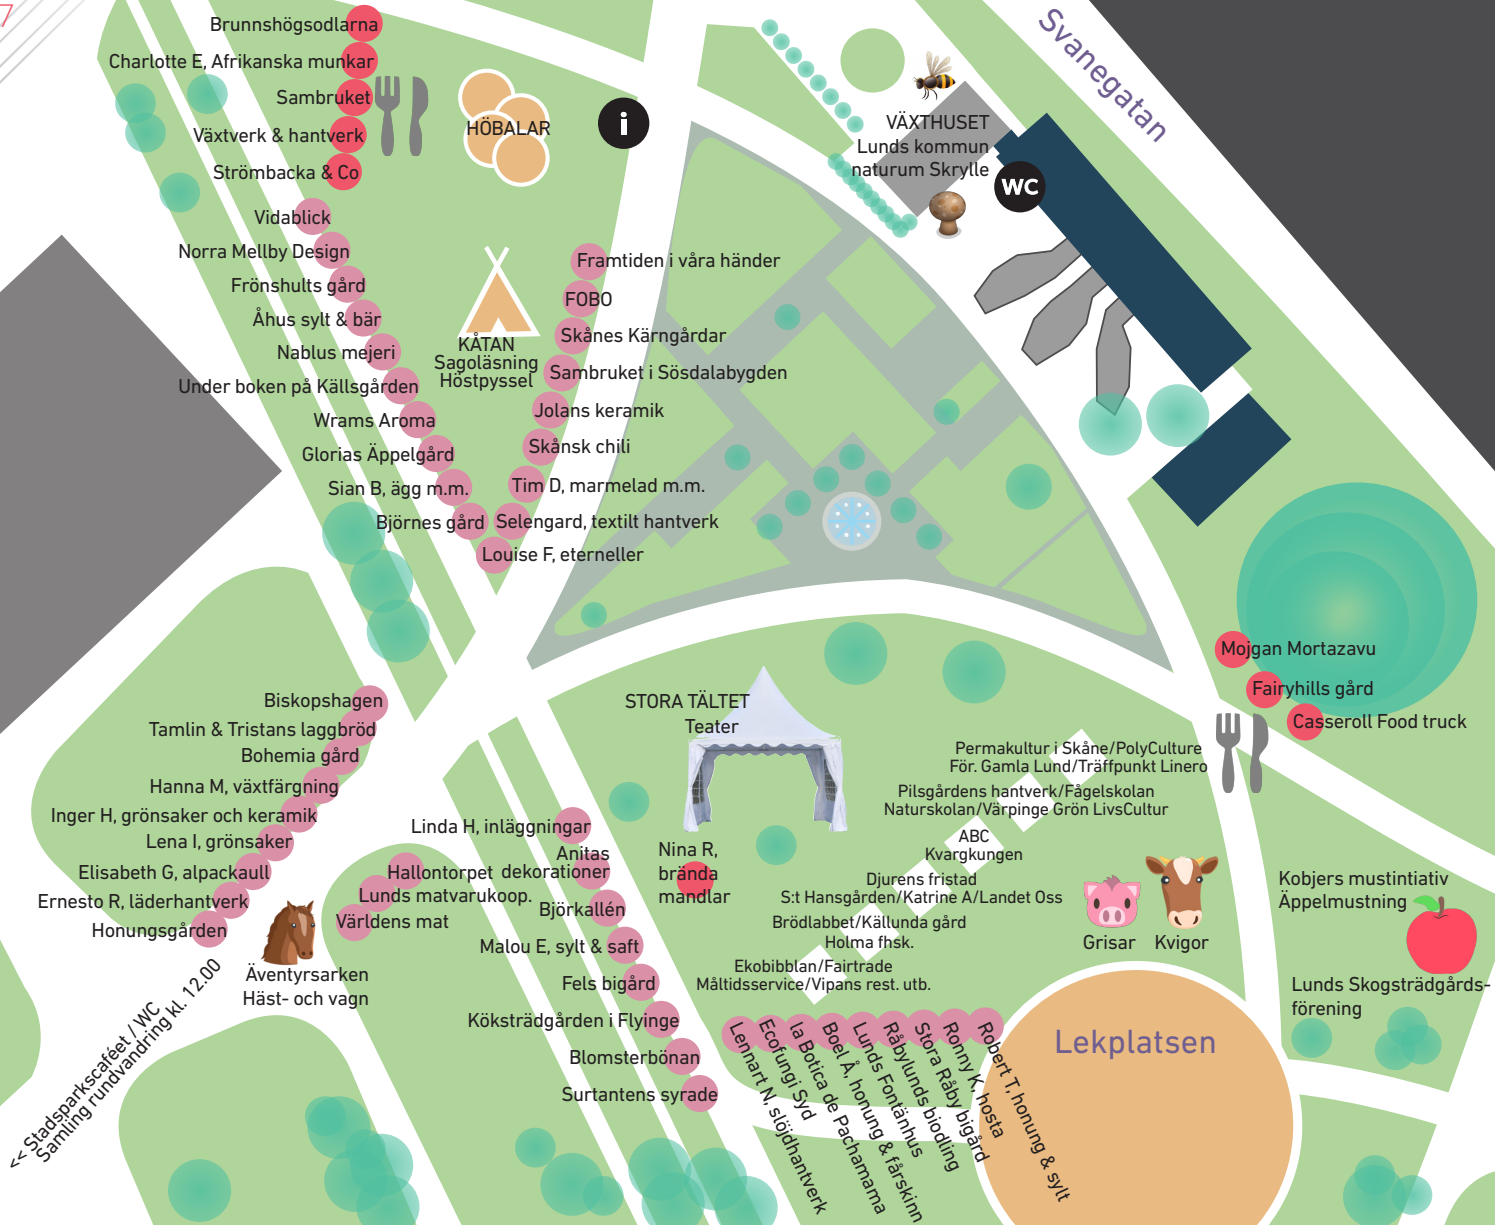 7
Svanegatan
Brunnshögsodlarna
Charlotte E, Afrikanska munkar
Sambruket
Växtverk & hantverk
Strömbacka & Co
HÖBALAR
i
VÄXTHUSET
Lunds kommun
naturum Skrylle
WC
Vidablick
Norra Mellby Design
Frönshults gård
Åhus sylt & bär
Nablus mejeri
Under boken på Källsgården
Wrams Aroma
Glorias Äppelgård
Sian B, ägg m.m.
Björnes gård
KÅTAN
Sagoläsning
Höstpyssel
Framtiden i våra händer
FOBO
Skånes Kärngårdar
Sambruket i Sösdalabygden
Jolans keramik
Skånsk chili
Tim D, marmelad m.m.
Selengard, textilt hantverk
Louise F, eterneller
Mojgan Mortazavu
Fairyhills gård
Casseroll Food truck
Biskopshagen
Tamlin & Tristans laggbröd
Bohemia gård
Hanna M, växtfärgning
Inger H, grönsaker och keramik
Lena I, grönsaker
Elisabeth G, alpackaull
Ernesto R, läderhantverk
Honungsgården
STORA TÄLTET
Teater
Permakultur i Skåne/PolyCulture
För. Gamla Lund/Träffpunkt Linero
Pilsgårdens hantverk/Fågelskolan
Naturskolan/Värpinge Grön LivsCultur
ABC
Kvargkungen
Djurens fristad
S:t Hansgården/Katrine A/Landet Oss
Brödlabbet/Källunda gård
Holma fhsk.
Ekobibblan/Fairtrade
Måltidsservice/Vipans rest. utb.
Linda H, inläggningar
Anitas
dekorationer
Björkallén
Malou E, sylt & saft
Fels bigård
Köksträdgården i Flyinge
Blomsterbönan
Surtantens syrade
Nina R,
brända
mandlar
Hallontorpet
Lunds matvarukoop.
Världens mat
Äventyrsarken
Häst- och vagn
<< Stadsparkscaféet / WC
Samling rundvandring kl. 12.00
Grisar
Kvigor
Kobjers mustintiativ
Äppelmustning
Lunds Skogsträdgårds-
förening
Lekplatsen
Lennart N, slöjdhantverk
Ecofungi Syd
la Botica de Pachamama
Boel Å, honung & fårskinn
Lunds Fontänhus
Råbylunds biodling
Stora Råby bigård
Ronny K, hosta
Robert T, honung & sylt